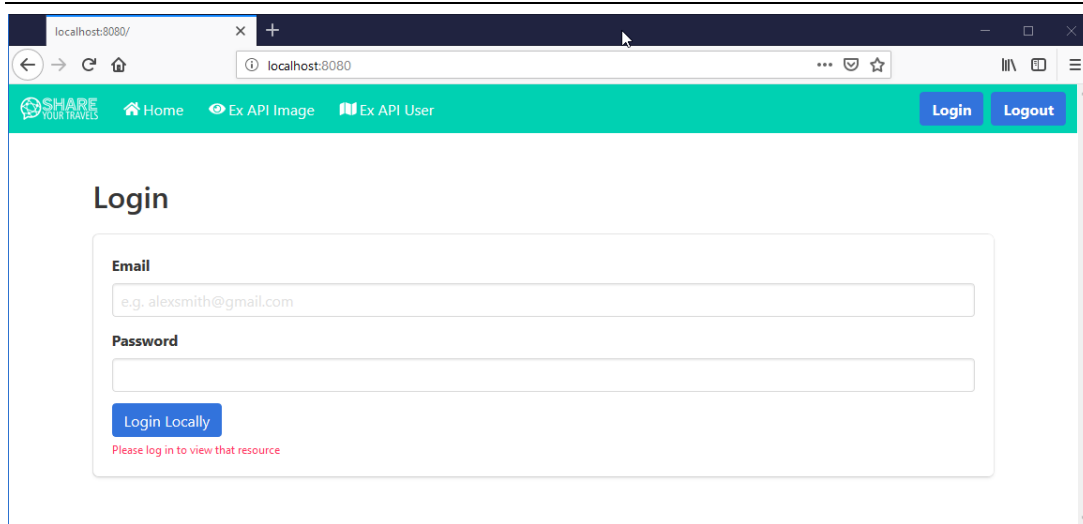 localhost:8080/
localhost:8080
SHARE
YOUR TRAVELS
Home
Ex API Image
Ex API User
Login
Logout
Login
Email
e.g. alexsmith@gmail.com
Password
Login Locally
Please log in to view that resource